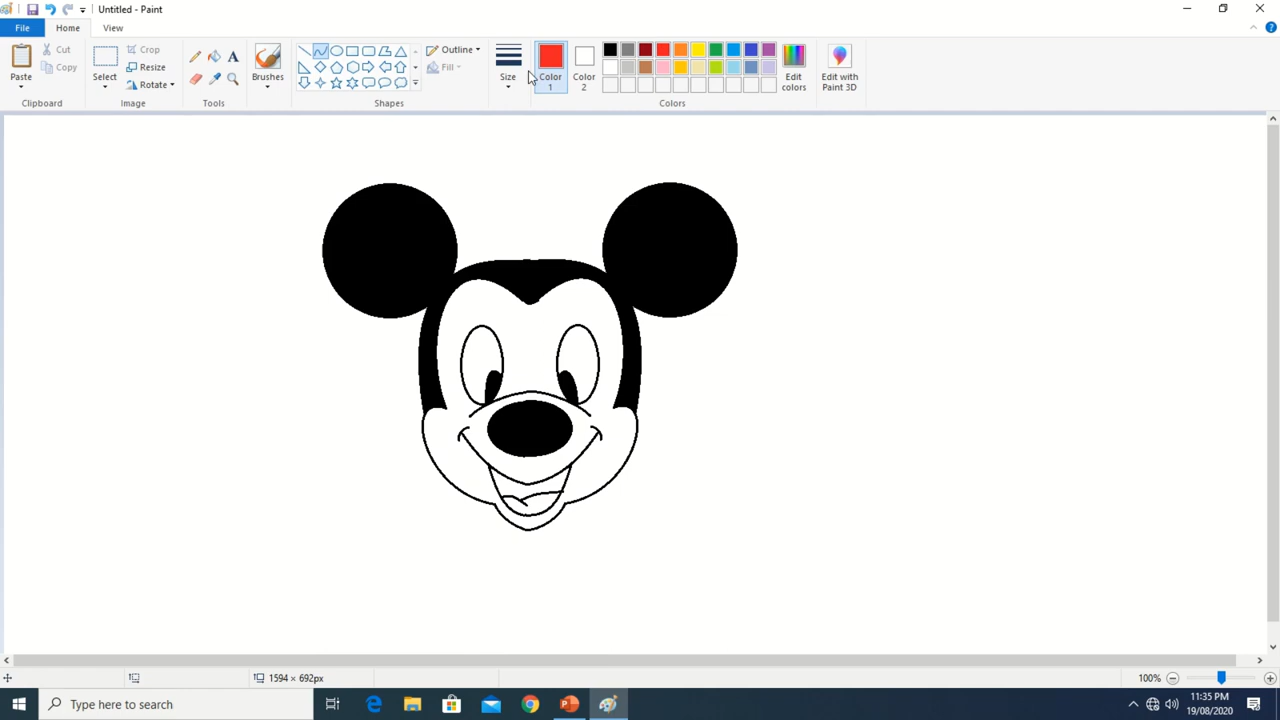 Untitled - Paint
File Home View
Paste
Cut
Copy
Clipboard
Select
Crop
Resize
Rotate
Image
Tools
Brushes
Shapes
Outline
Fill
Size
Color
1
Color
2
Colors
Edit
colors
Edit with
Paint 3D
1594 × 692px
100%
Type here to search
11:35 PM
19/08/2020